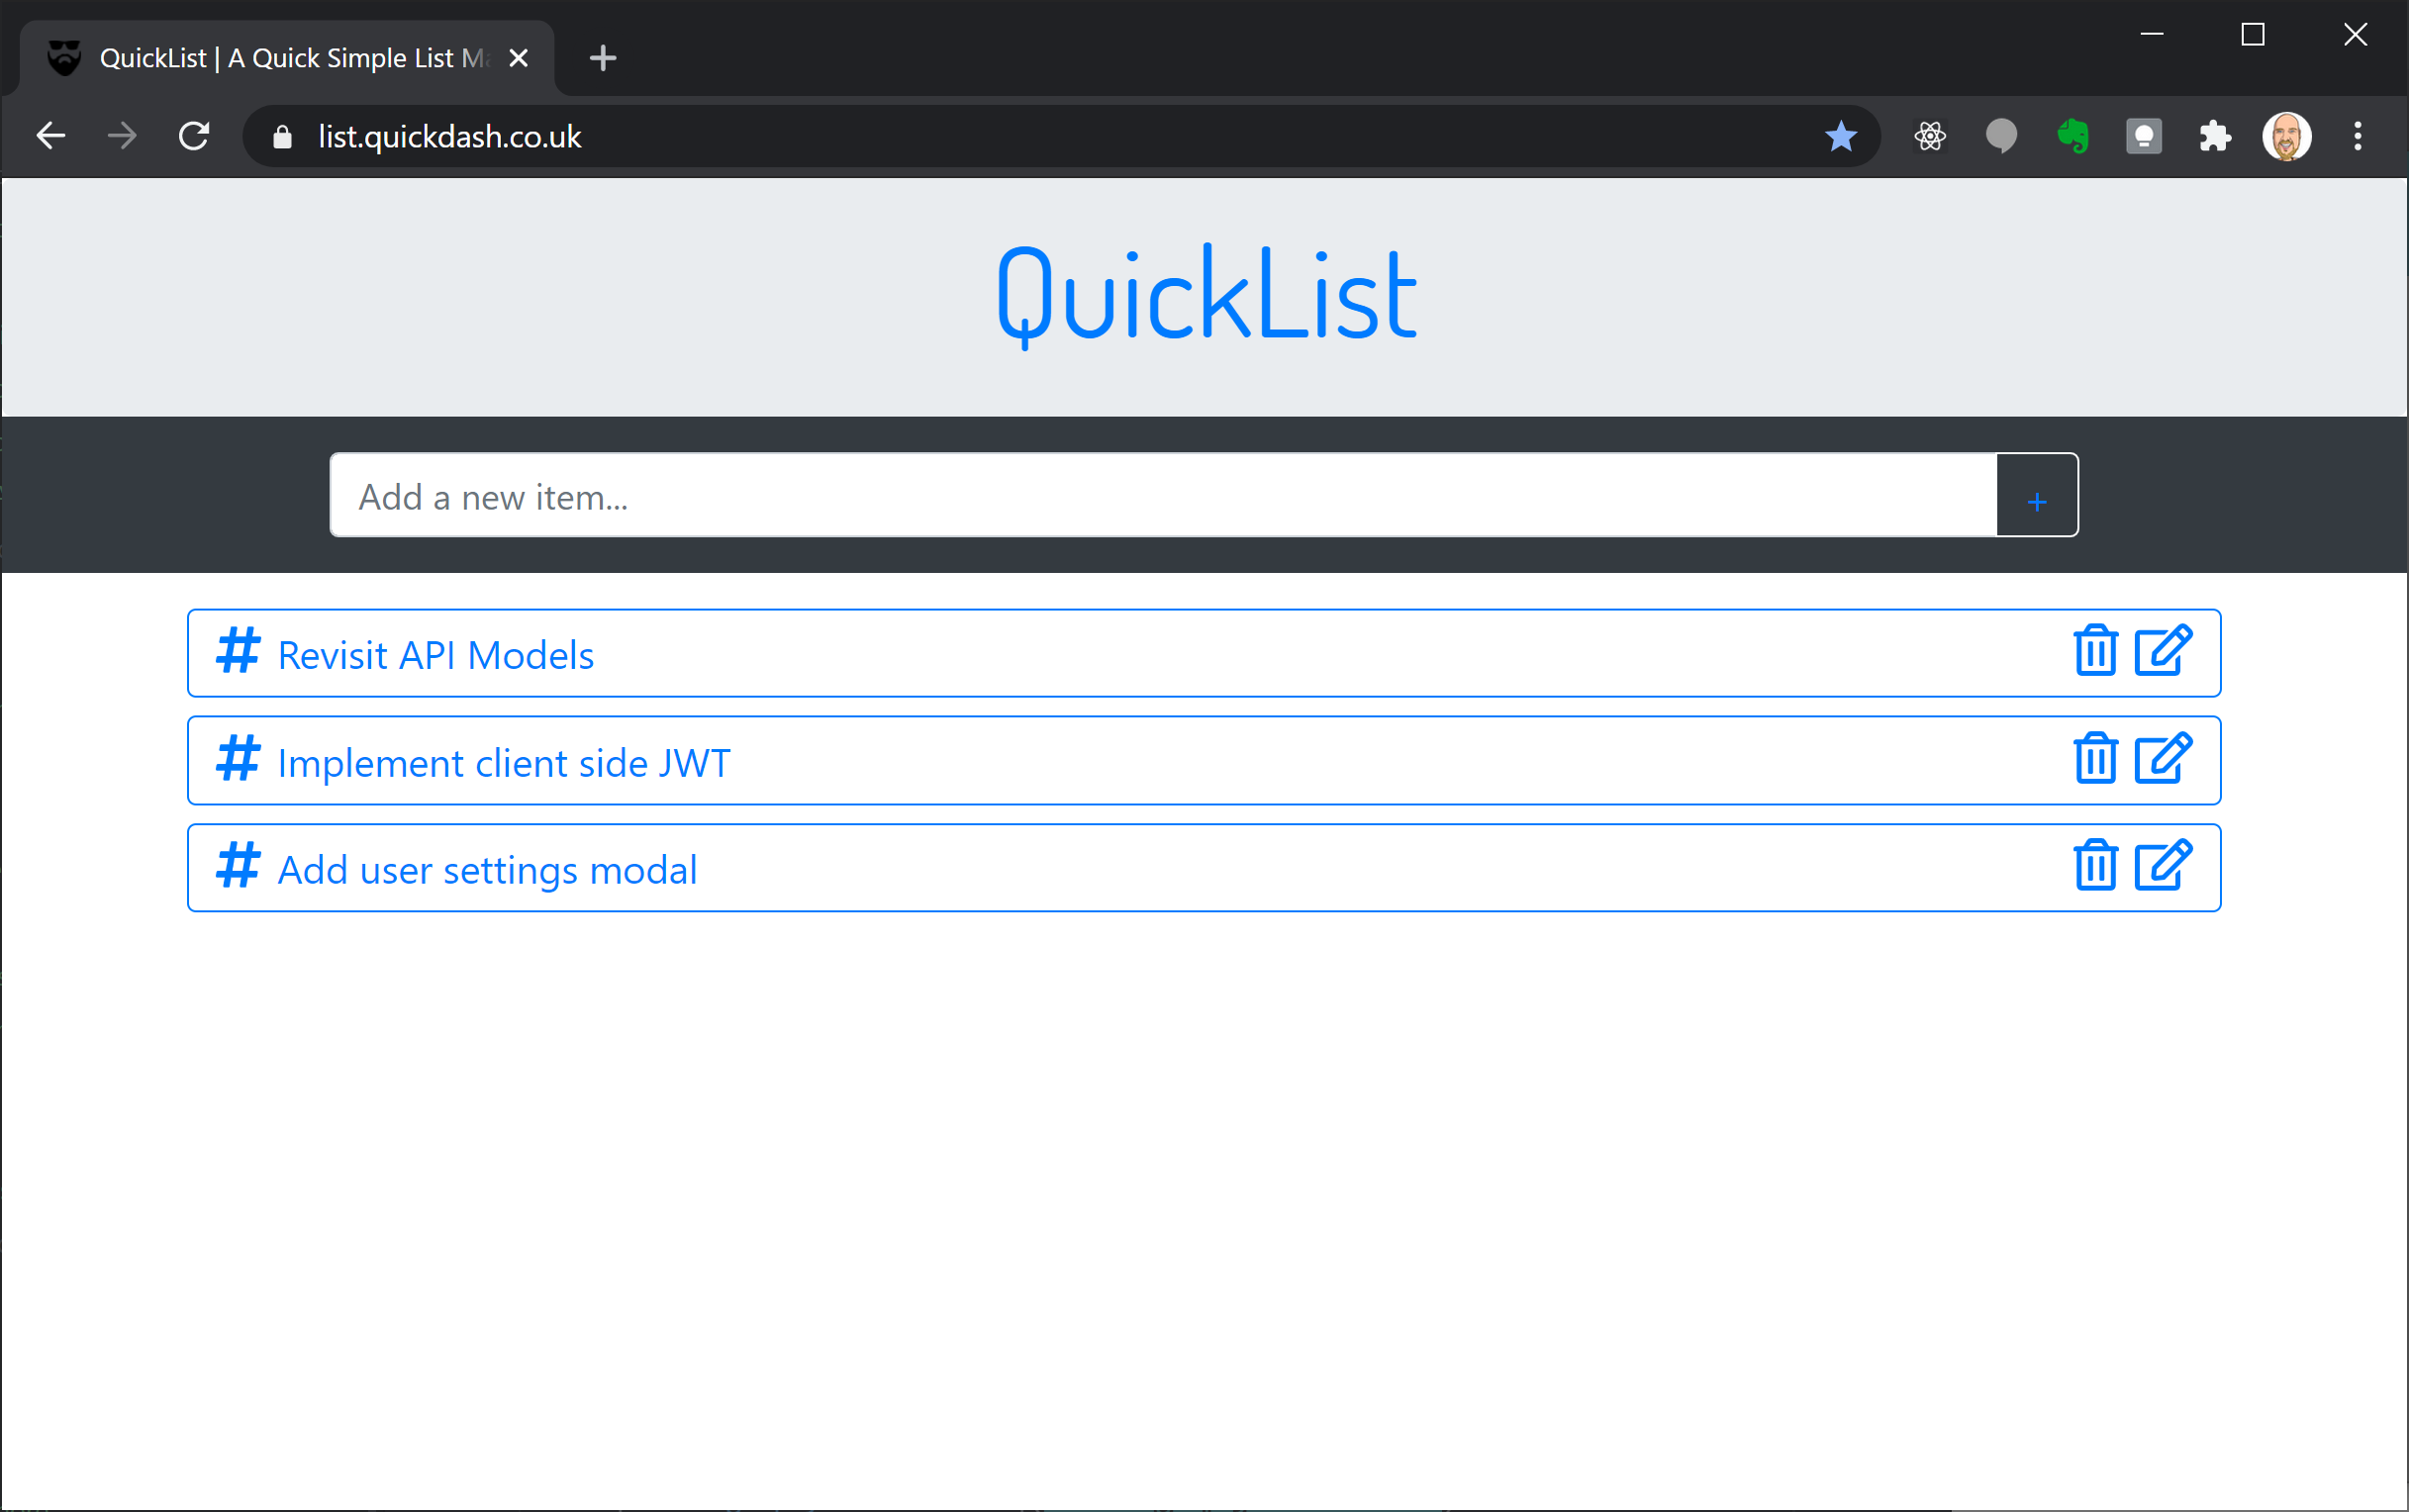 QuickList | A Quick Simple List Ma
list.quickdash.co.uk
QuickList
Add a new item...
+
# Revisit API Models
# Implement client side JWT
# Add user settings modal